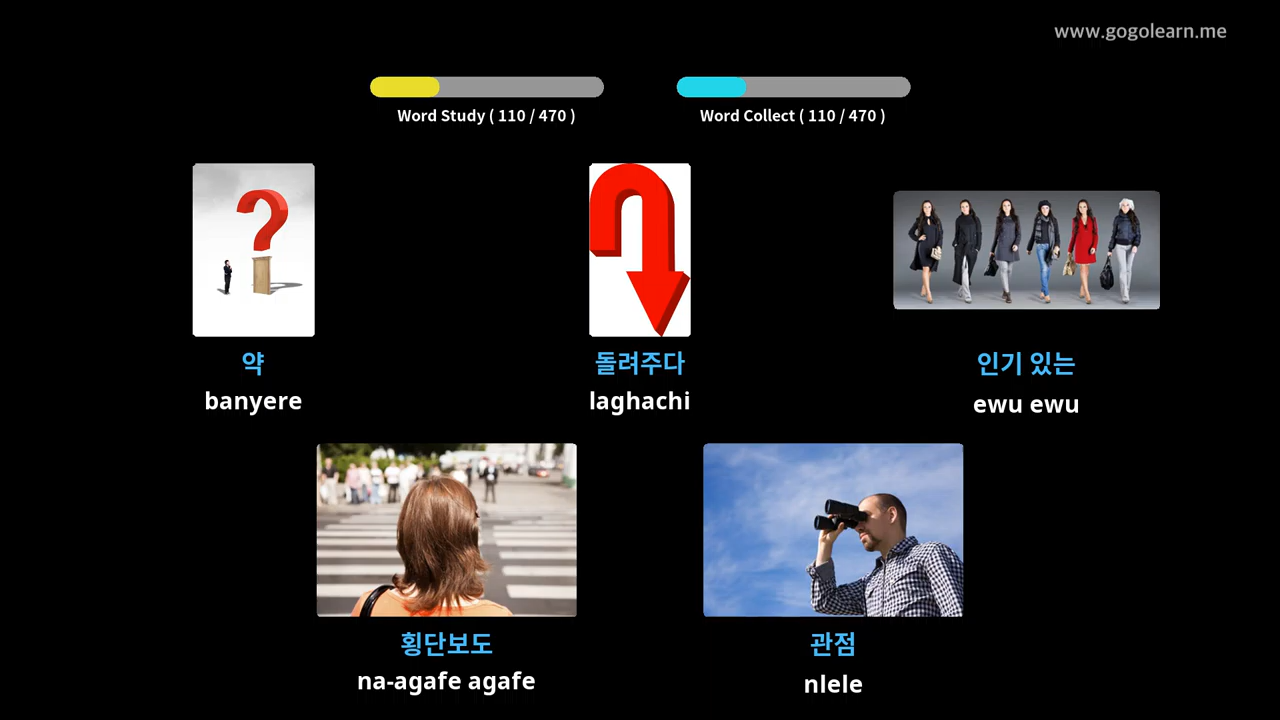 www.gogolearn.me
Word Study ( 110 / 470 )
Word Collect ( 110 / 470 )
약
banyere
돌려주다
laghachi
인기 있는
ewu ewu
횡단보도
na-agafe agafe
관점
nlele